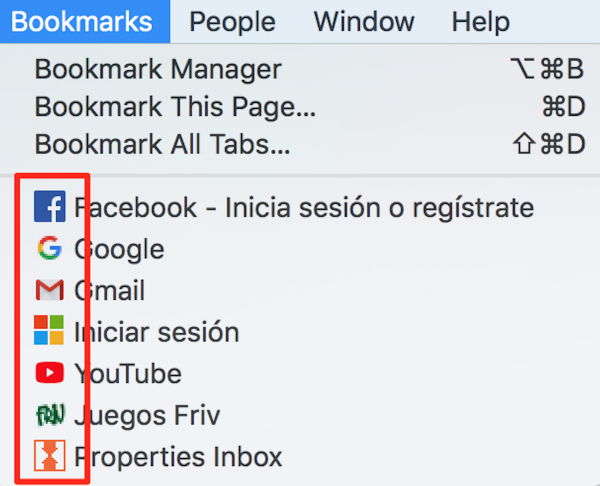 Bookmarks People Window Help
Bookmark Manager ⌥⌘B
Bookmark This Page... ⌘D
Bookmark All Tabs... ⇧⌘D
Facebook - Inicia sesión o regístrate
Google
Gmail
Iniciar sesión
YouTube
Juegos Friv
Properties Inbox